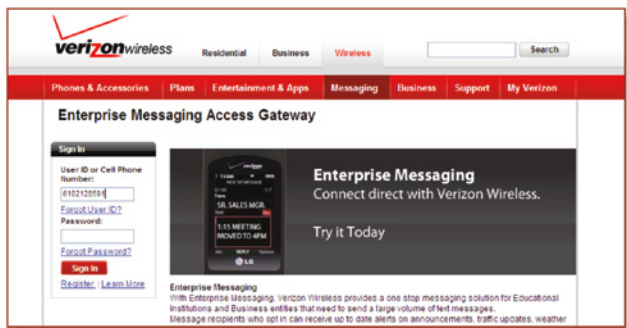 verizonwireless
Residential Business Wireless Search
Phones & Accessories Plans Entertainment & Apps Messaging Business Support My Verizon
Enterprise Messaging Access Gateway
Sign In
User ID or Cell Phone
Number:
Forgot User ID?
Password:
Forgot Password?
Sign In
Register | Learn More
verizon
SR. SALES MGR.
1:15 MEETING
MOVED TO 4PM
REPLY
LG
Enterprise Messaging
Connect direct with Verizon Wireless.
Try it Today
Enterprise Messaging
With Enterprise Messaging, Verizon Wireless provides a one stop messaging solution for Educational
Institutions and Business entities that need to send a large volume of text messages.
Message recipients who opt in can receive up to date alerts on announcements, traffic updates, weather